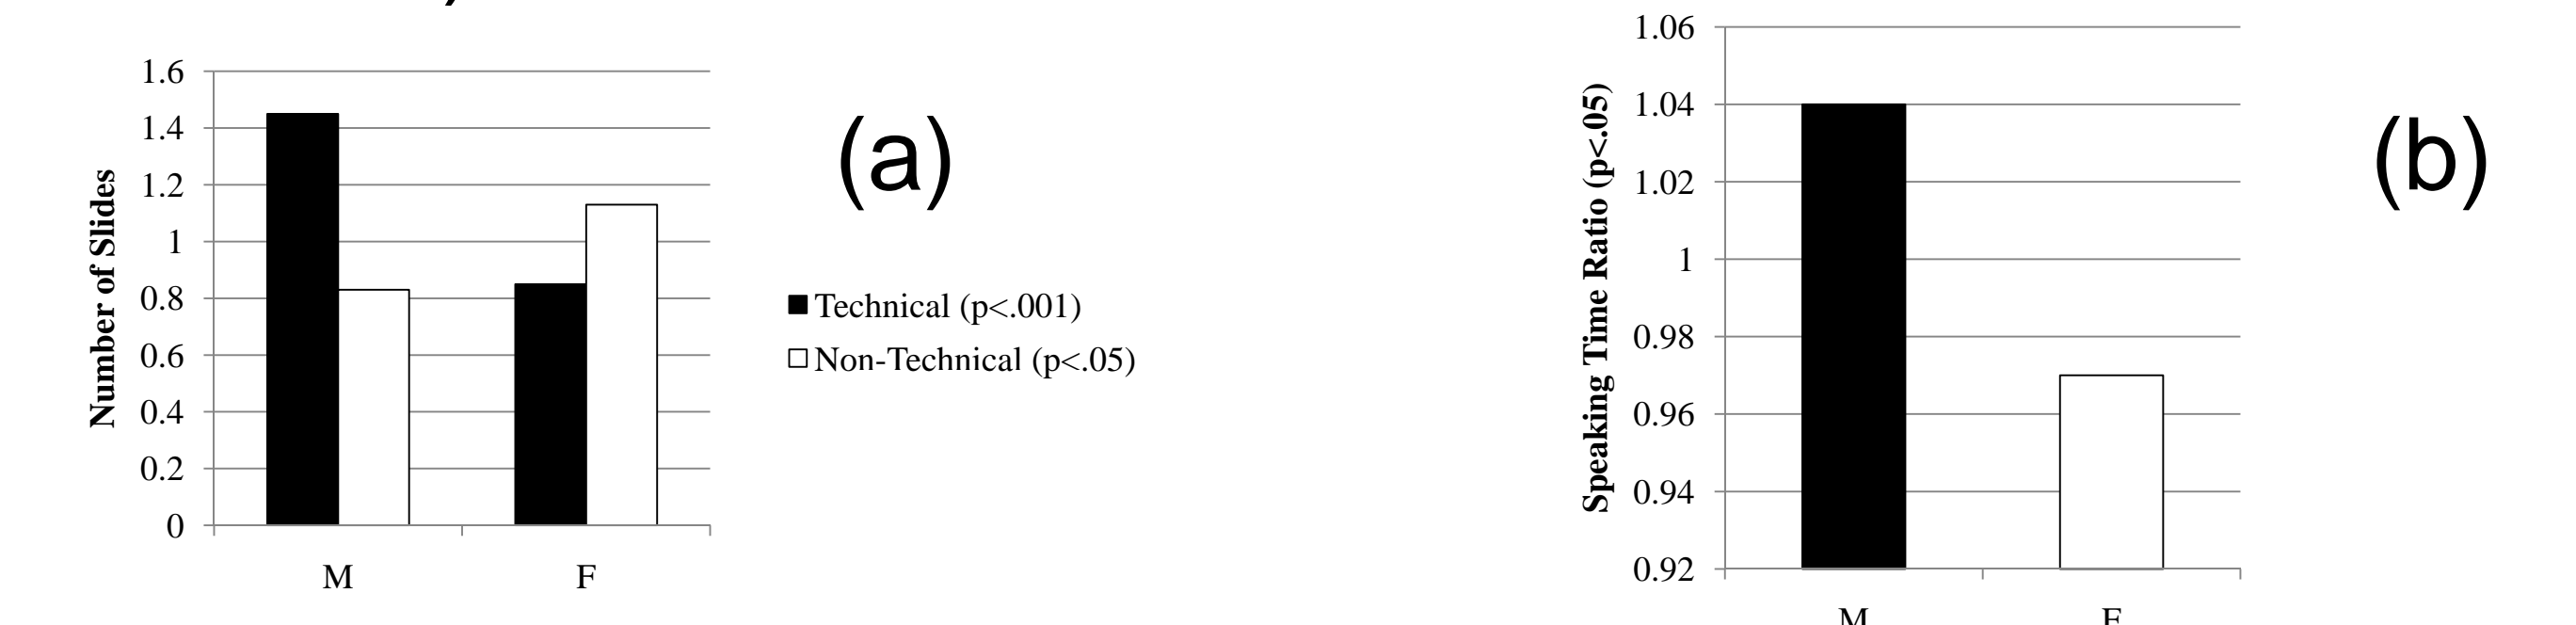 1.6
1.4
1.2
1
0.8
0.6
0.4
0.2
0
Number of Slides
M F
(a)
Technical (p<.001)
Non-Technical (p<.05)
1.06
1.04
1.02
1
0.98
0.96
0.94
0.92
Speaking Time Ratio (p<.05)
M F
(b)